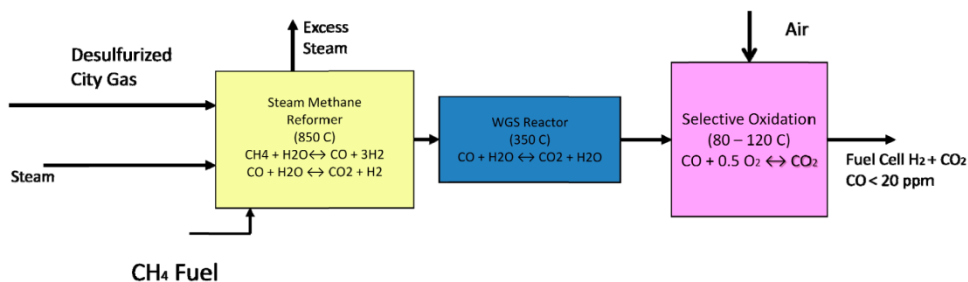 Desulfurized
City Gas
Steam
CH₄ Fuel
Excess
Steam
Steam Methane
Reformer
(850 C)
CH4 + H2O↔ CO + 3H2
CO + H2O ↔ CO2 + H2
WGS Reactor
(350 C)
CO + H2O ↔ CO2 + H2O
Air
Selective Oxidation
(80 – 120 C)
CO + 0.5 O₂ ↔ CO₂
Fuel Cell H₂ + CO₂
CO < 20 ppm